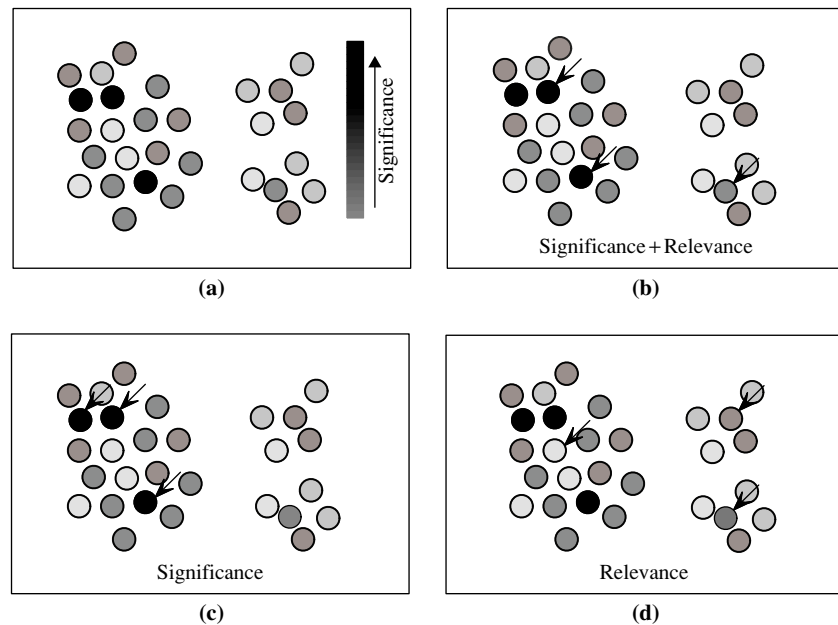 Significance
(a)
Significance + Relevance
(b)
Significance
(c)
Relevance
(d)